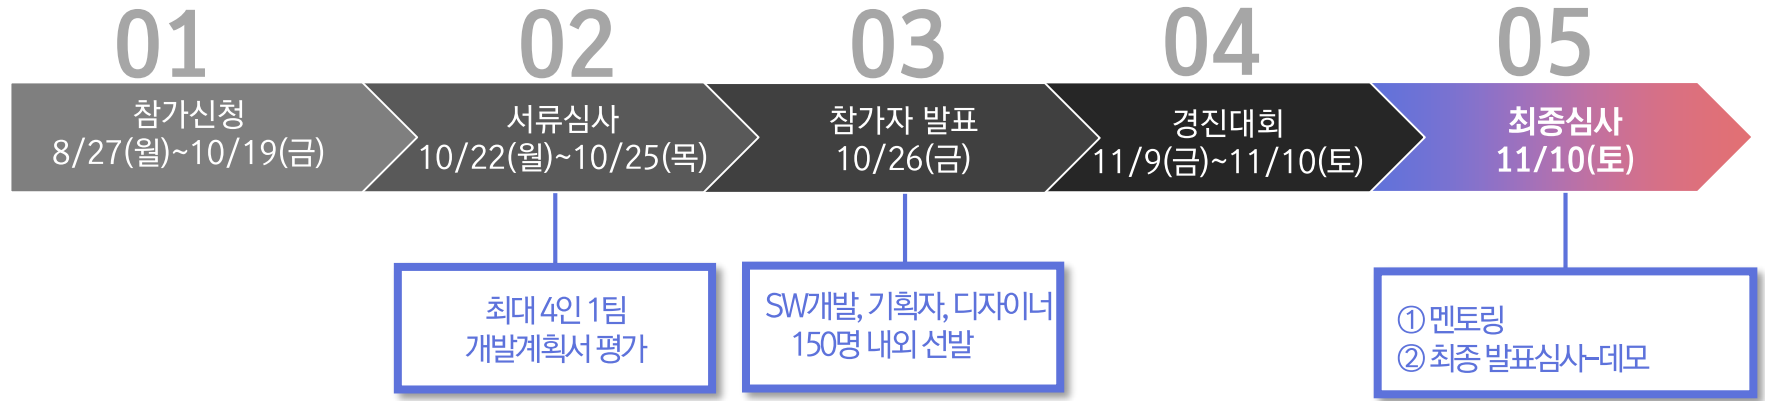 01
참가신청
8/27(월)~10/19(금)
02
서류심사
10/22(월)~10/25(목)
03
참가자 발표
10/26(금)
04
경진대회
11/9(금)~11/10(토)
05
최종심사
11/10(토)
최대 4인 1팀
개발계획서 평가
SW개발, 기획자, 디자이너
150명 내외 선발
① 멘토링
② 최종 발표심사-데모